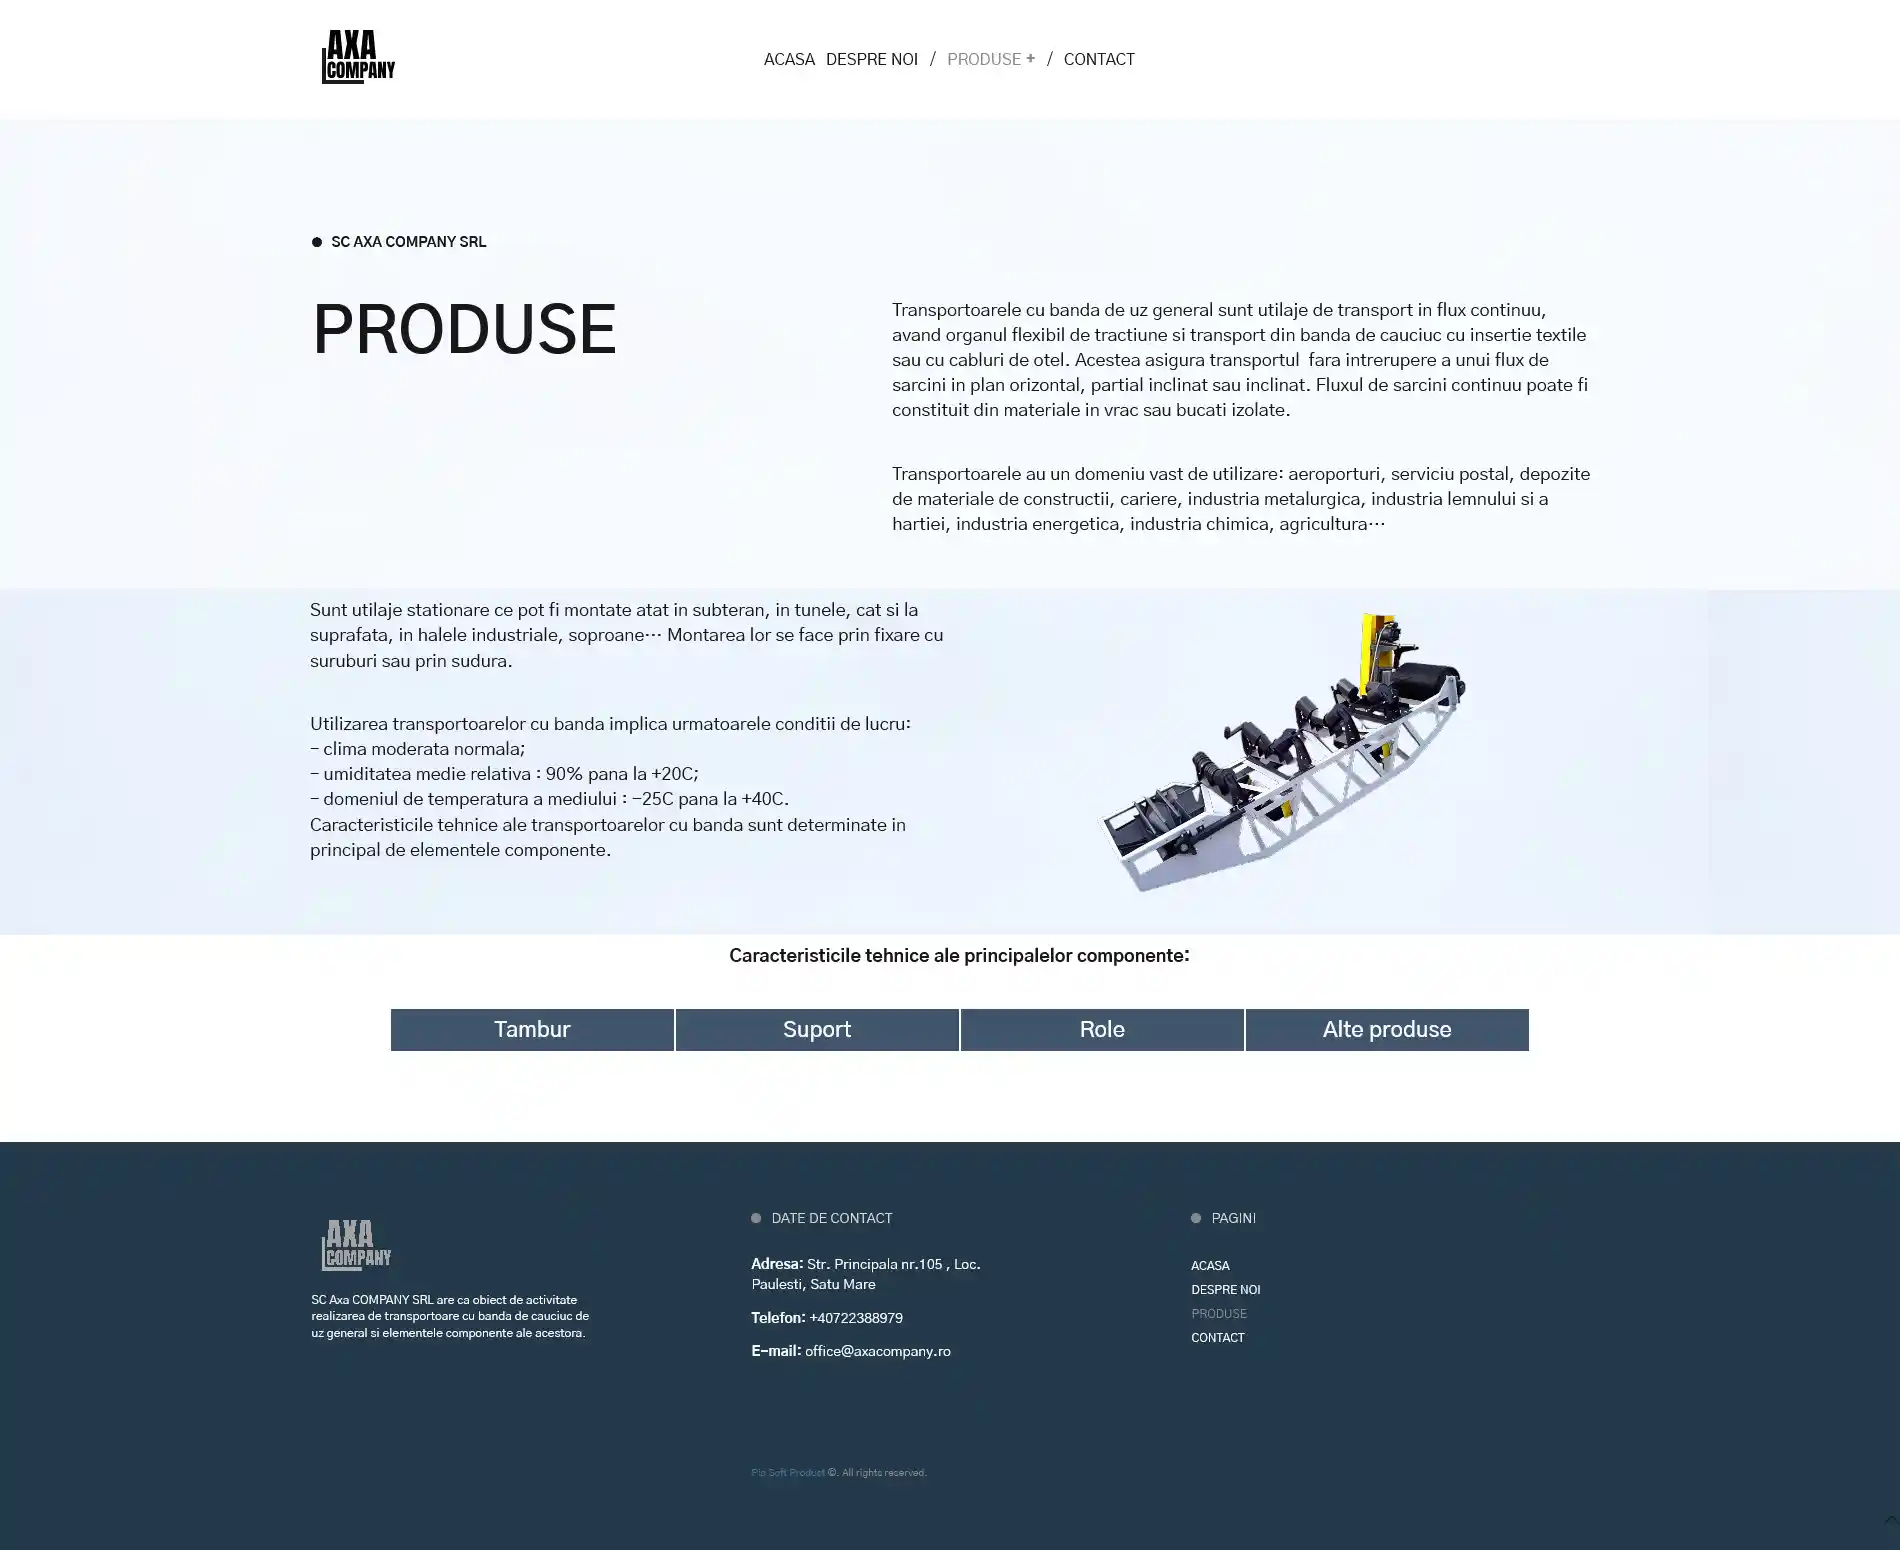 AXA
COMPANY
ACASA DESPRE NOI / PRODUSE + / CONTACT
SC AXA COMPANY SRL
PRODUSE
Transportoarele cu banda de uz general sunt utilaje de transport in flux continuu,
avand organul flexibil de tractiune si transport din banda de cauciuc cu insertie textile
sau cu cabluri de otel. Acestea asigura transportul fara intrerupere a unui flux de
sarcini in plan orizontal, partial inclinat sau inclinat. Fluxul de sarcini continuu poate fi
constituit din materiale in vrac sau bucati izolate.
Transportoarele au un domeniu vast de utilizare: aeroporturi, serviciu postal, depozite
de materiale de constructii, cariere, industria metalurgica, industria lemnului si a
hartiei, industria energetica, industria chimica, agricultura…
Sunt utilaje stationare ce pot fi montate atat in subteran, in tunele, cat si la
suprafata, in halele industriale, soproane… Montarea lor se face prin fixare cu
suruburi sau prin sudura.
Utilizarea transportoarelor cu banda implica urmatoarele conditii de lucru:
– clima moderata normala;
– umiditatea medie relativa : 90% pana la +20C;
– domeniul de temperatura a mediului : -25C pana la +40C.
Caracteristicile tehnice ale transportoarelor cu banda sunt determinate in
principal de elementele componente.
Caracteristicile tehnice ale principalelor componente:
Tambur
Suport
Role
Alte produse
AXA
COMPANY
SC Axa COMPANY SRL are ca obiect de activitate
realizarea de transportoare cu banda de cauciuc de
uz general si elementele componente ale acestora.
DATE DE CONTACT
Adresa: Str. Principala nr.105 , Loc.
Paulesti, Satu Mare
Telefon: +40722388979
E-mail: office@axacompany.ro
PAGINI
ACASA
DESPRE NOI
PRODUSE
CONTACT
Pia Soft Product ©. All rights reserved.